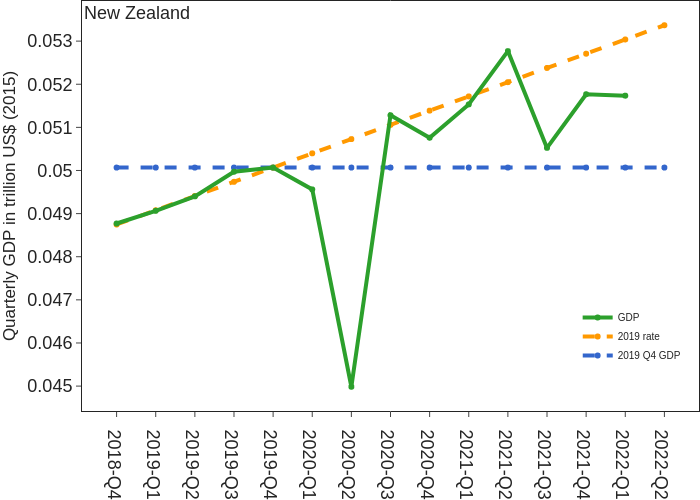 New Zealand
Quarterly GDP in trillion US$ (2015)
0.053
0.052
0.051
0.05
0.049
0.048
0.047
0.046
0.045
GDP
2019 rate
2019 Q4 GDP
2018-Q4
2019-Q1
2019-Q2
2019-Q3
2019-Q4
2020-Q1
2020-Q2
2020-Q3
2020-Q4
2021-Q1
2021-Q2
2021-Q3
2021-Q4
2022-Q1
2022-Q2